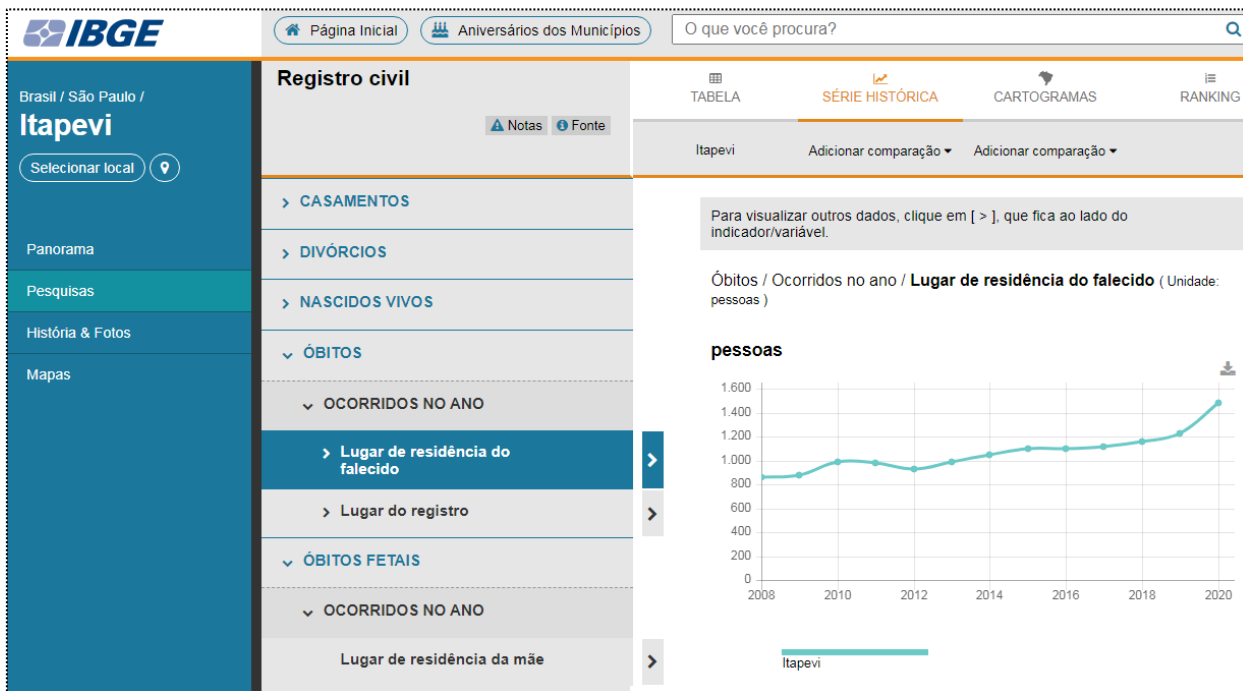 IBGE
Página Inicial
Aniversários dos Municípios
O que você procura?
Brasil / São Paulo /
Itapevi
Selecionar local
Panorama
Pesquisas
História & Fotos
Mapas
Registro civil
Notas
Fonte
CASAMENTOS
DIVÓRCIOS
NASCIDOS VIVOS
ÓBITOS
OCORRIDOS NO ANO
Lugar de residência do
falecido
Lugar do registro
ÓBITOS FETAIS
OCORRIDOS NO ANO
Lugar de residência da mãe
TABELA
SÉRIE HISTÓRICA
CARTOGRAMAS
RANKING
Itapevi
Adicionar comparação
Adicionar comparação
Para visualizar outros dados, clique em [ > ], que fica ao lado do
indicador/variável.
Óbitos / Ocorridos no ano / Lugar de residência do falecido ( Unidade:
pessoas )
pessoas
1.600
1.400
1.200
1.000
800
600
400
200
0
2008 2010 2012 2014 2016 2018 2020
Itapevi